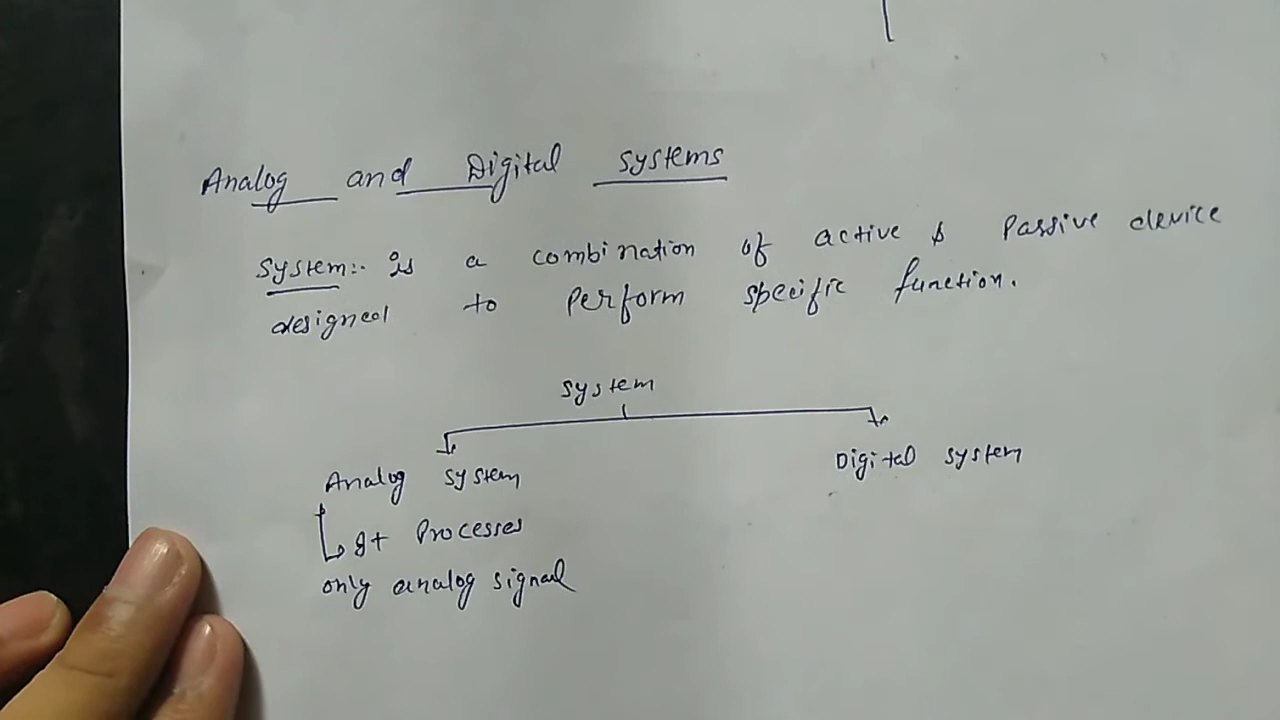 Analog and Digital systems
System:- Is a combination of active & Passive device
designed to Perform specific function.
System
Analog system
Digital system
It Processes
only analog signal